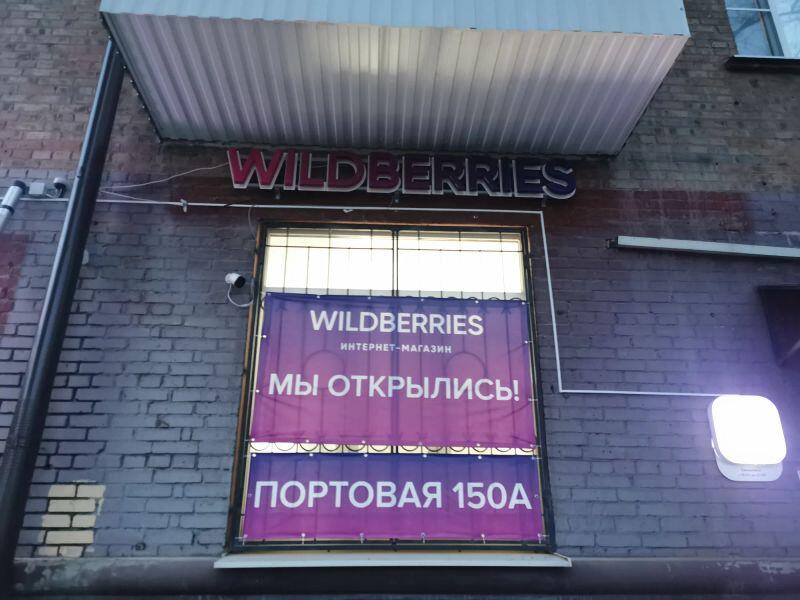 WILDBERRIES
WILDBERRIES
ИНТЕРНЕТ-МАГАЗИН
МЫ ОТКРЫЛИСЬ!
ПОРТОВАЯ 150А